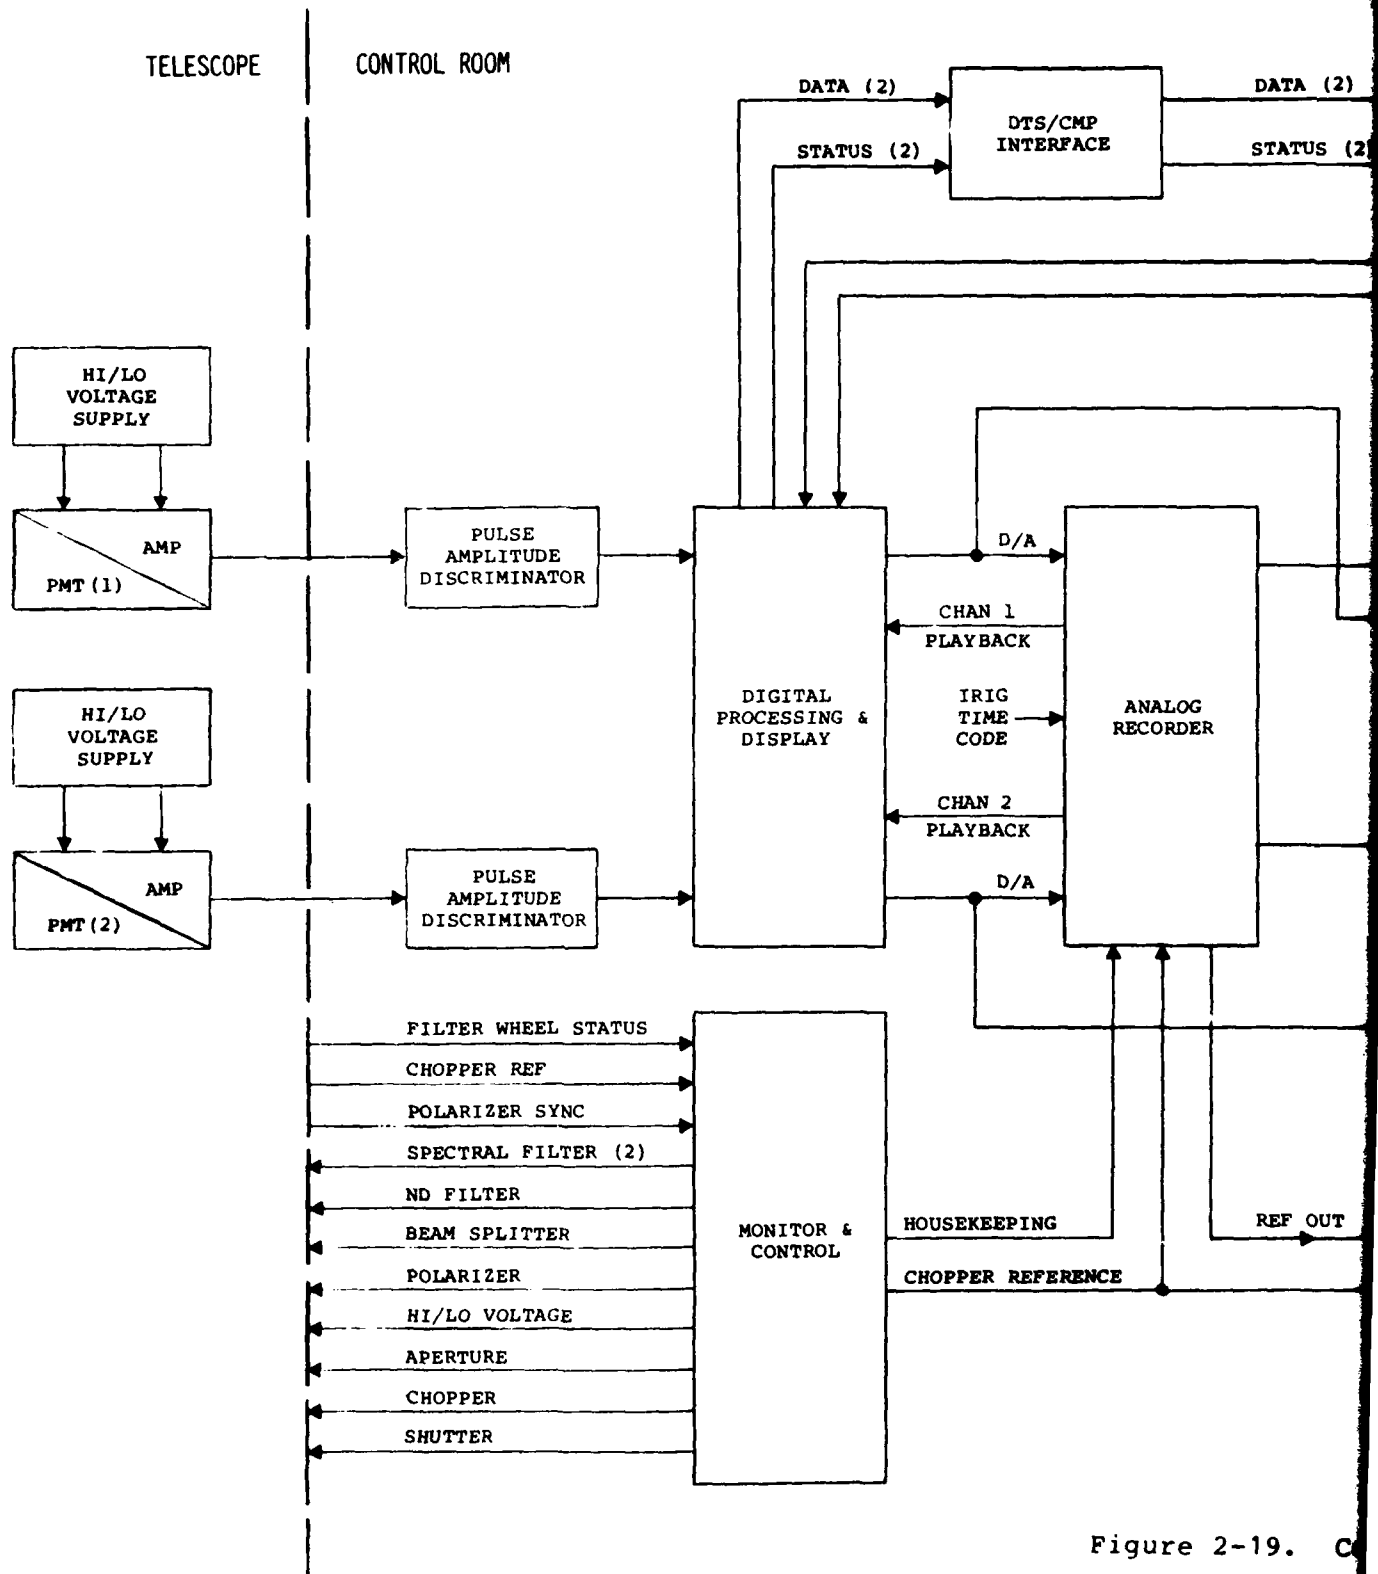 TELESCOPE
CONTROL ROOM
DATA (2)
DTS/CMP
INTERFACE
DATA (2)
STATUS (2)
STATUS (2
HI/LO
VOLTAGE
SUPPLY
AMP
PMT (1)
PULSE
AMPLITUDE
DISCRIMINATOR
D/A
CHAN 1
PLAYBACK
HI/LO
VOLTAGE
SUPPLY
DIGITAL
PROCESSING &
DISPLAY
IRIG
TIME
CODE
ANALOG
RECORDER
CHAN 2
PLAYBACK
AMP
PMT (2)
PULSE
AMPLITUDE
DISCRIMINATOR
D/A
FILTER WHEEL STATUS
CHOPPER REF
POLARIZER SYNC
SPECTRAL FILTER (2)
ND FILTER
BEAM SPLITTER
POLARIZER
HI/LO VOLTAGE
APERTURE
CHOPPER
SHUTTER
MONITOR &
CONTROL
HOUSEKEEPING
CHOPPER REFERENCE
REF OUT
Figure 2-19. C